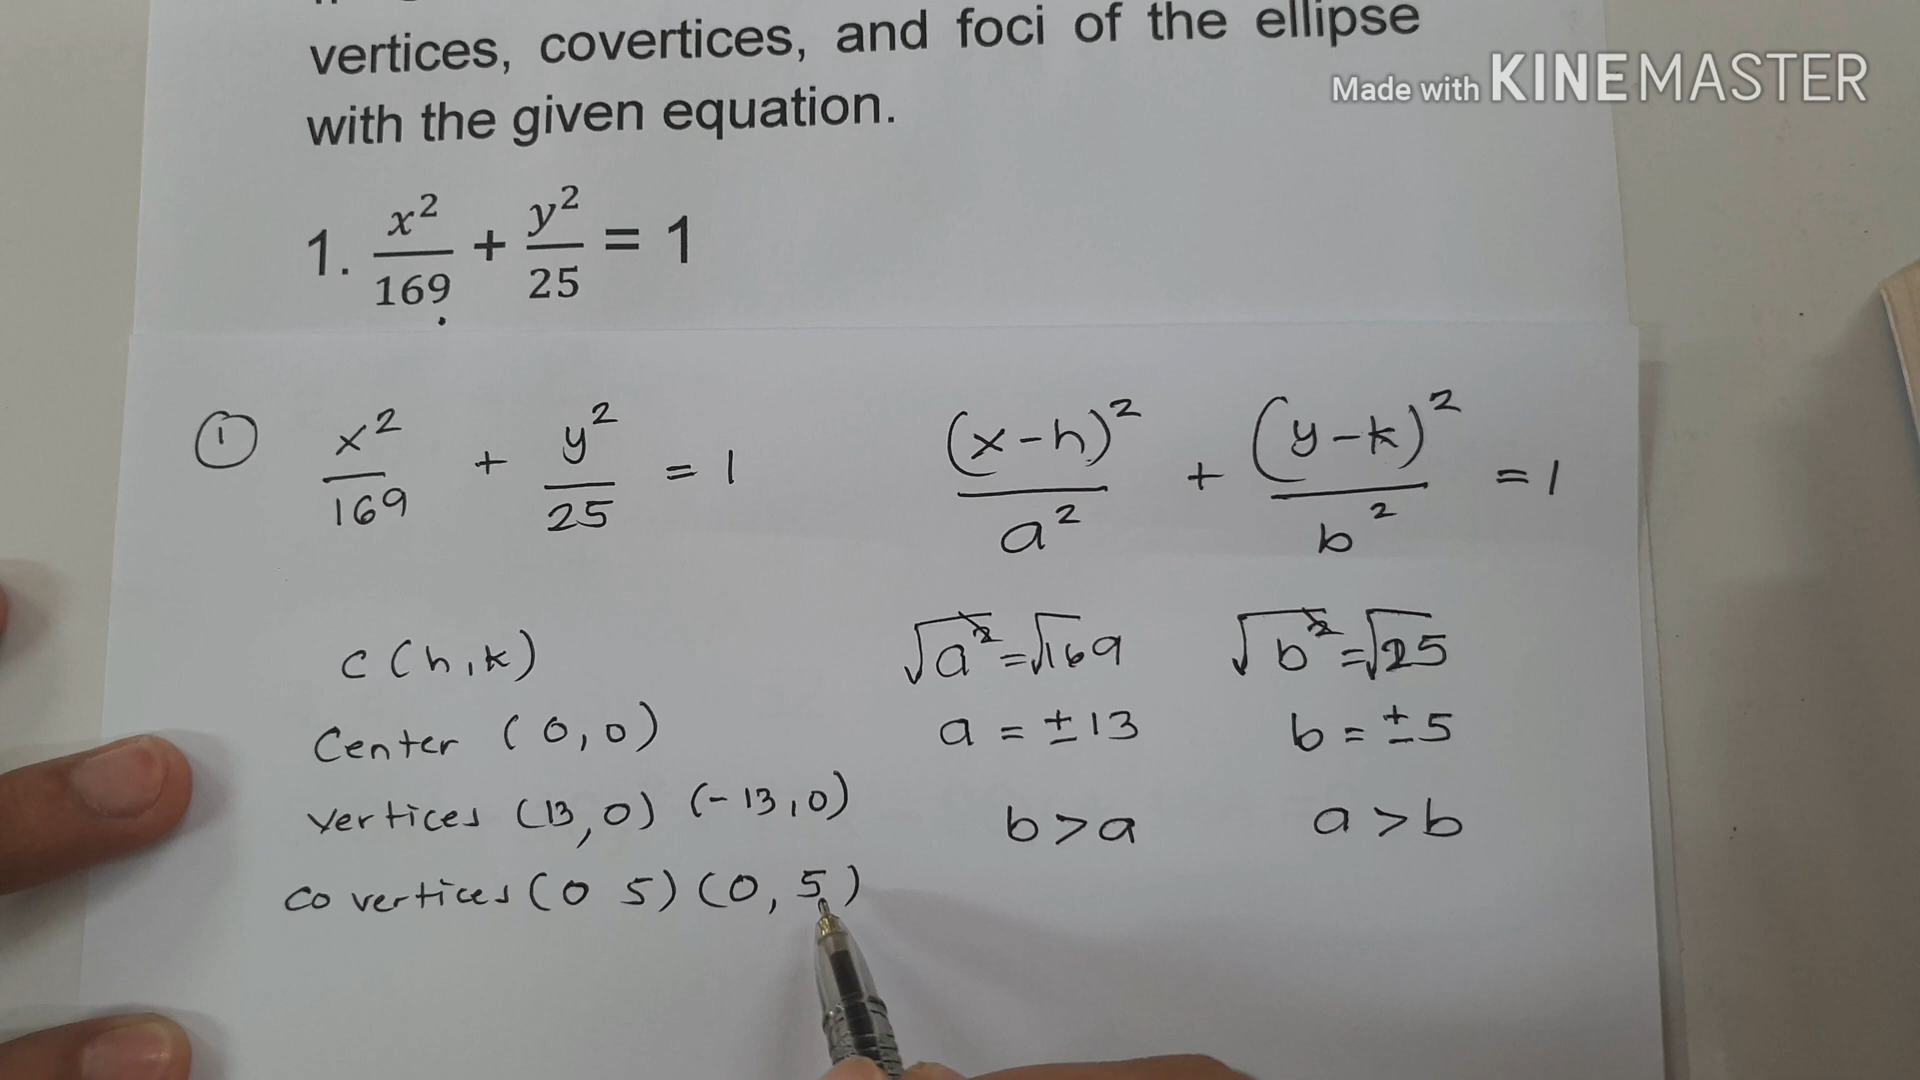 vertices, covertices, and foci of the ellipse
Made with KINEMASTER
with the given equation.
1. x²/169 + y²/25 = 1
① x²/169 + y²/25 = 1 (x-h)²/a² + (y-k)²/b² = 1
C(h,k) √a² = √169 √b² = √25
Center (0,0) a = ±13 b = ±5
vertices (13,0) (-13,0) b>a a>b
co vertices (0 5) (0, 5)